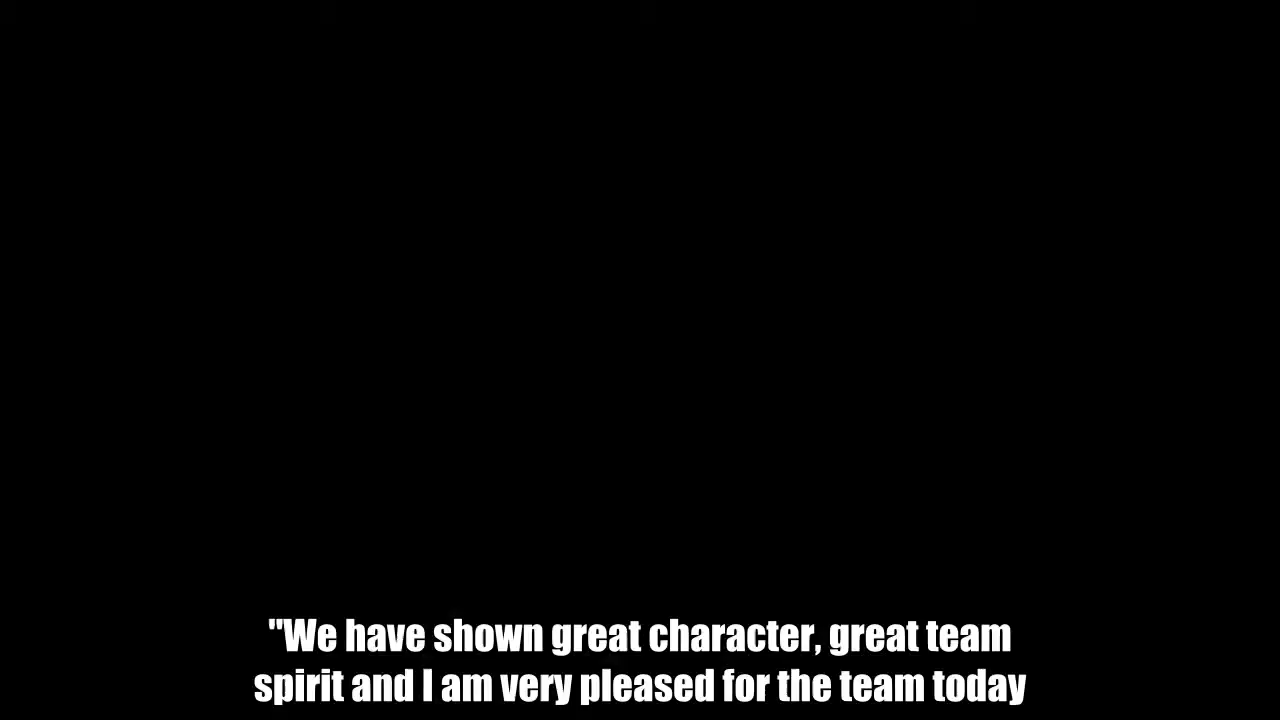 "We have shown great character, great team
spirit and I am very pleased for the team today